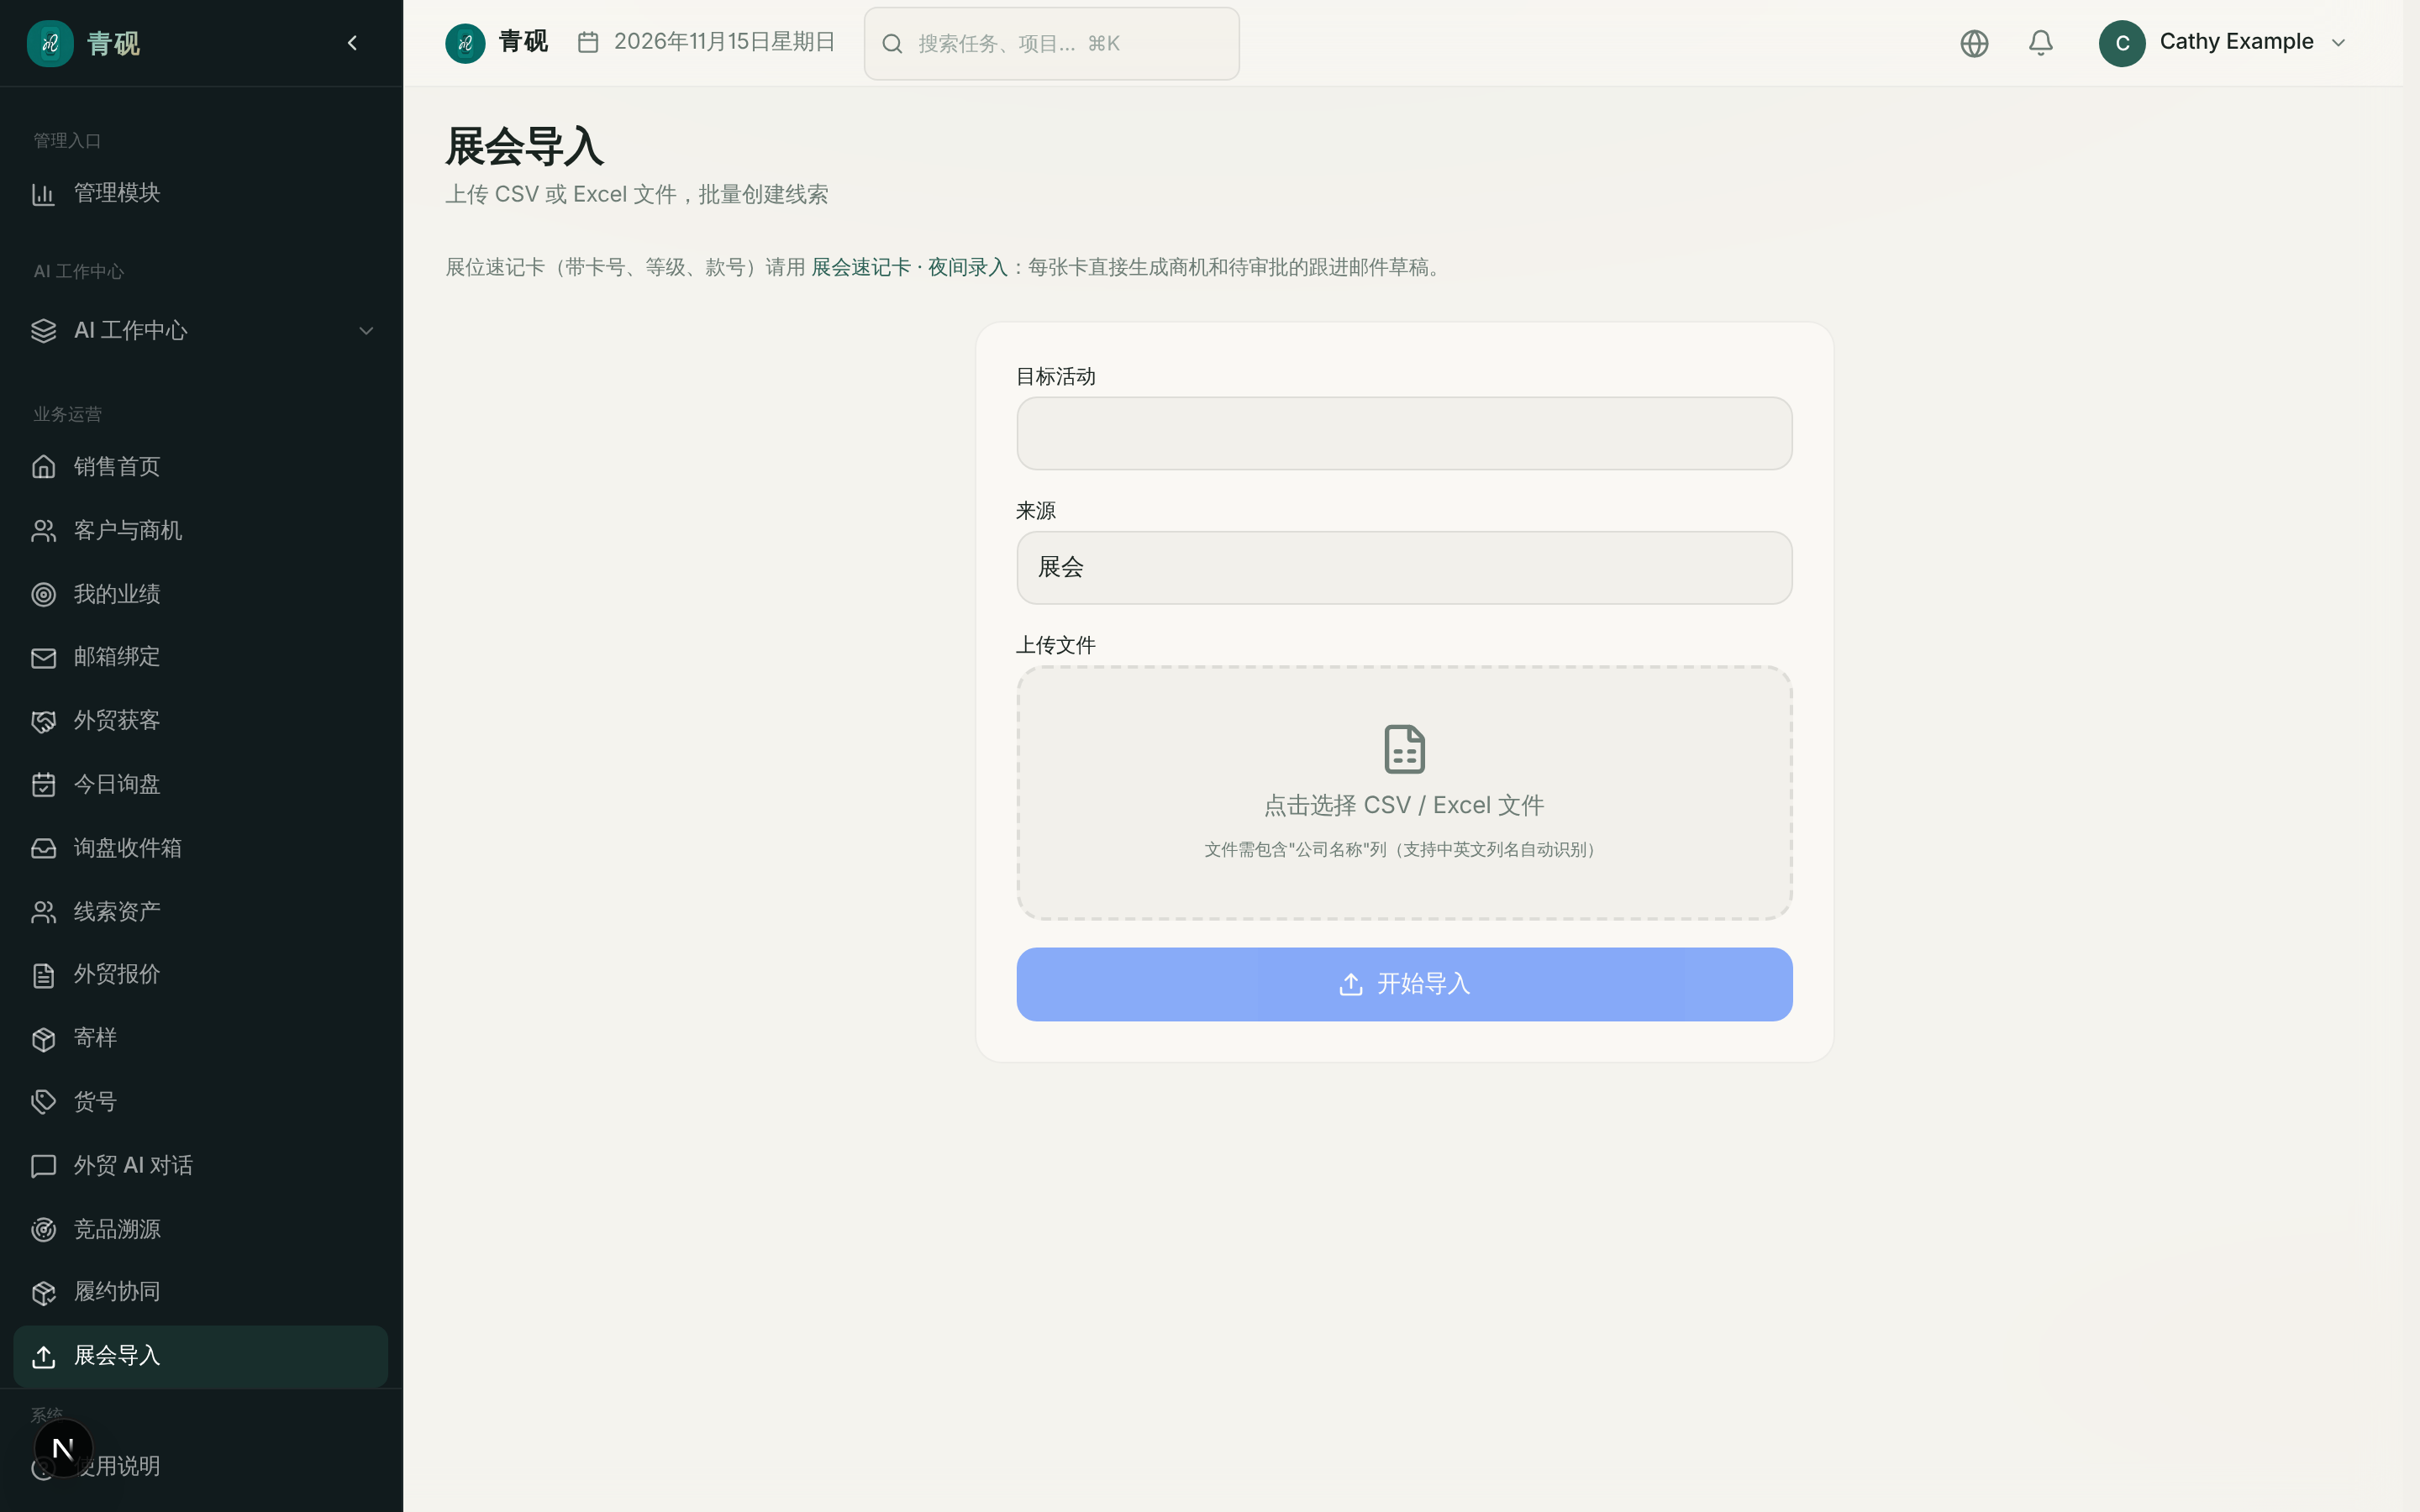 青砚
管理入口
管理模块
AI 工作中心
AI 工作中心
业务运营
销售首页
客户与商机
我的业绩
邮箱绑定
外贸获客
今日询盘
询盘收件箱
线索资产
外贸报价
寄样
货号
外贸 AI 对话
竞品溯源
履约协同
展会导入
系统
使用说明
青砚
2026年11月15日星期日
搜索任务、项目... ⌘K
C
Cathy Example
展会导入
上传 CSV 或 Excel 文件，批量创建线索
展位速记卡（带卡号、等级、款号）请用 展会速记卡 · 夜间录入：每张卡直接生成商机和待审批的跟进邮件草稿。
目标活动
来源
展会
上传文件
点击选择 CSV / Excel 文件
文件需包含"公司名称"列（支持中英文列名自动识别）
开始导入